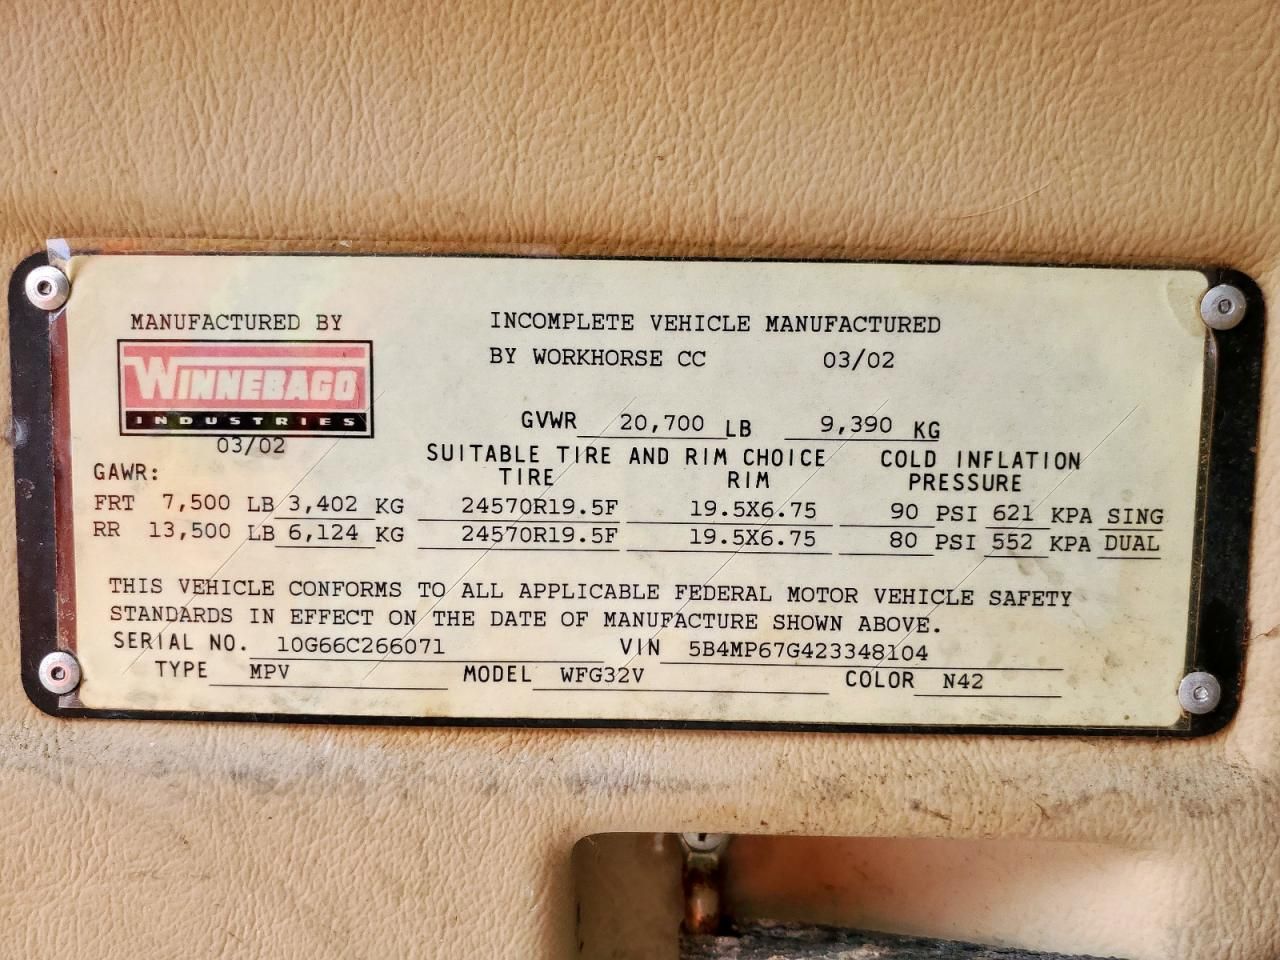 MANUFACTURED BY
WINNEBAGO
INDUSTRIES
03/02
INCOMPLETE VEHICLE MANUFACTURED
BY WORKHORSE CC 03/02
GVWR 20,700 LB 9,390 KG
SUITABLE TIRE AND RIM CHOICE COLD INFLATION
GAWR: TIRE RIM PRESSURE
FRT 7,500 LB 3,402 KG 24570R19.5F 19.5X6.75 90 PSI 621 KPA SING
RR 13,500 LB 6,124 KG 24570R19.5F 19.5X6.75 80 PSI 552 KPA DUAL
THIS VEHICLE CONFORMS TO ALL APPLICABLE FEDERAL MOTOR VEHICLE SAFETY
STANDARDS IN EFFECT ON THE DATE OF MANUFACTURE SHOWN ABOVE.
SERIAL NO. 10G66C266071 VIN 5B4MP67G423348104
TYPE MPV MODEL WFG32V COLOR N42